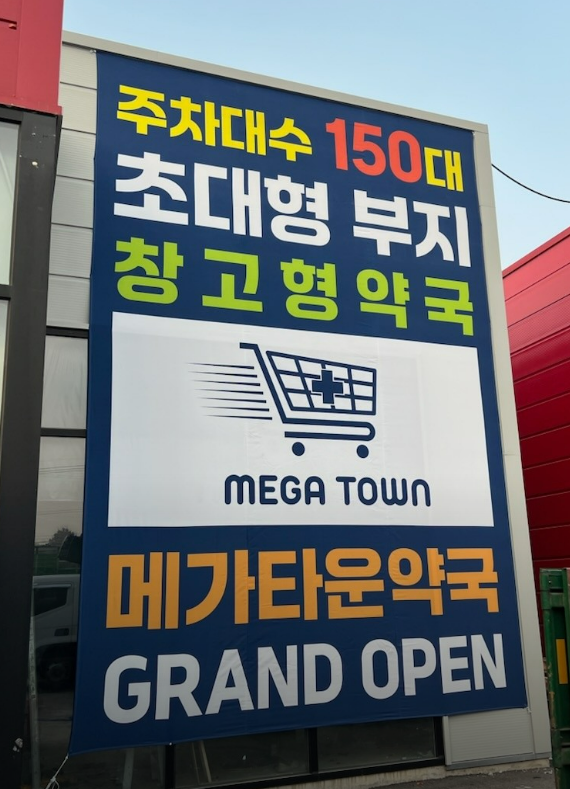 주차대수 150대
초대형 부지
창고형약국
MEGA TOWN
메가타운약국
GRAND OPEN